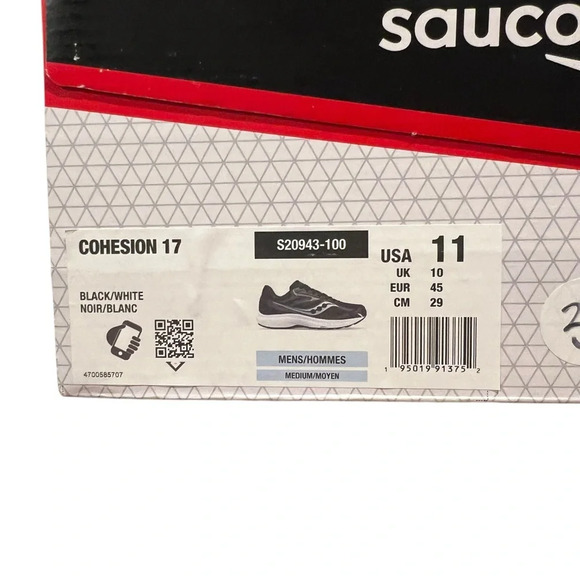 sauco
COHESION 17
S20943-100
USA 11
UK 10
EUR 45
CM 29
BLACK/WHITE
NOIR/BLANC
MENS/HOMMES
MEDIUM/MOYEN
4700585707
1 95019 91375 2